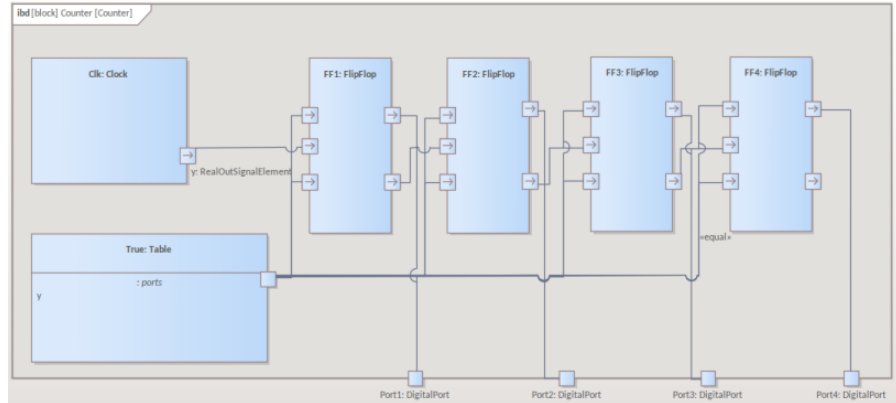 ibd [block] Counter [Counter]
Clk: Clock
FF1: FlipFlop
FF2: FlipFlop
FF3: FlipFlop
FF4: FlipFlop
y: RealOutSignalElement
True: Table
: ports
y
«equal»
Port1: DigitalPort
Port2: DigitalPort
Port3: DigitalPort
Port4: DigitalPort